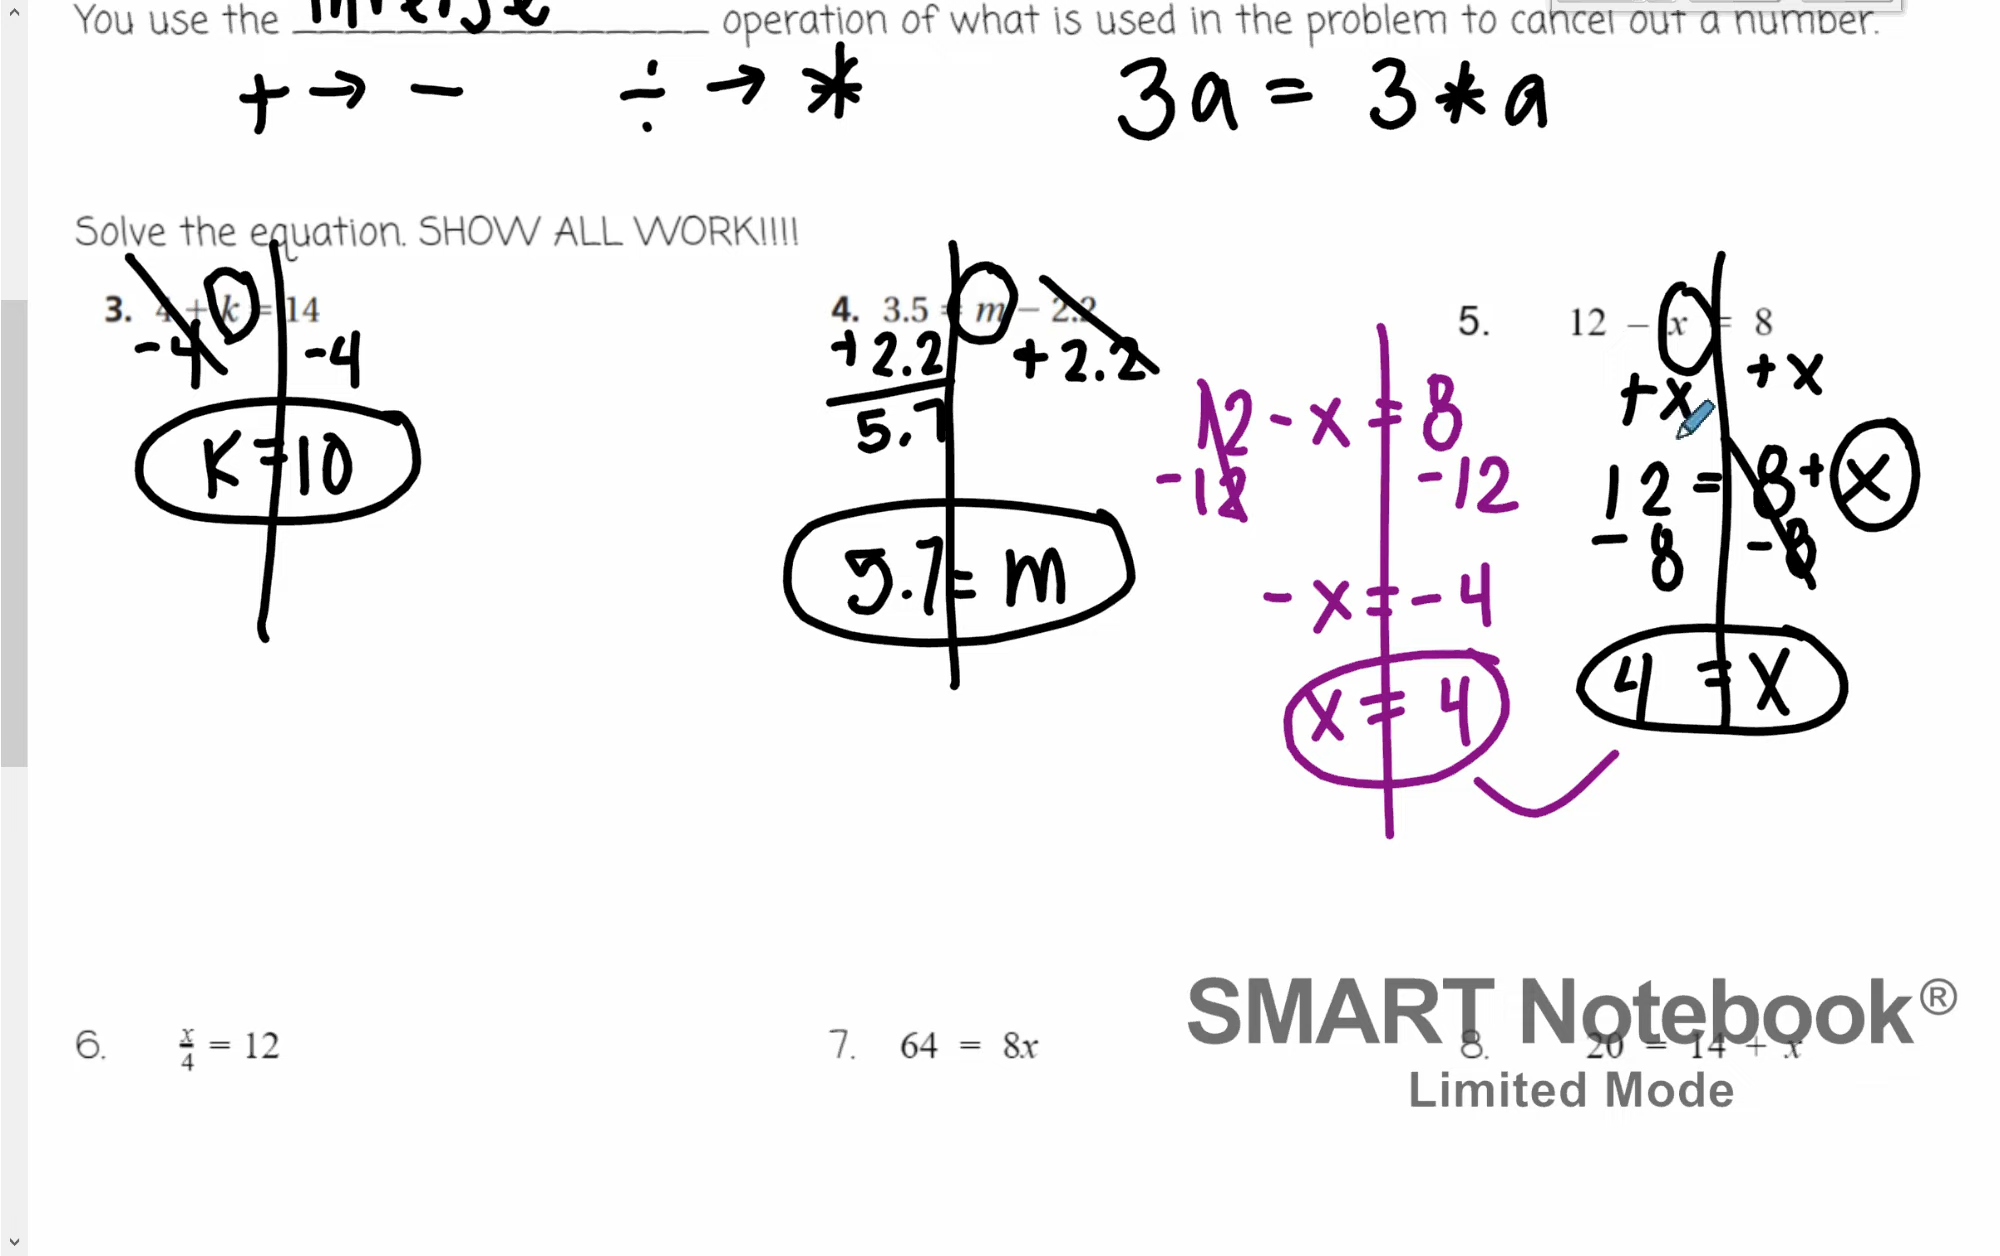 You use the inverse operation of what is used in the problem to cancel out a number.
+ → - ÷ → * 3a = 3 * a
Solve the equation. SHOW ALL WORK!!!!
3. 4 + k = 14
-4 -4
K = 10
4. 3.5 = m - 2.2
+2.2 +2.2
5.7
5.7 = m
5. 12 - x = 8
+x +x
12 = 8 + x
-8 -8
4 = x
12 - x = 8
-12 -12
-x = -4
x = 4
6. x/4 = 12
7. 64 = 8x
8. 20 = 14 + x
SMART Notebook®
Limited Mode